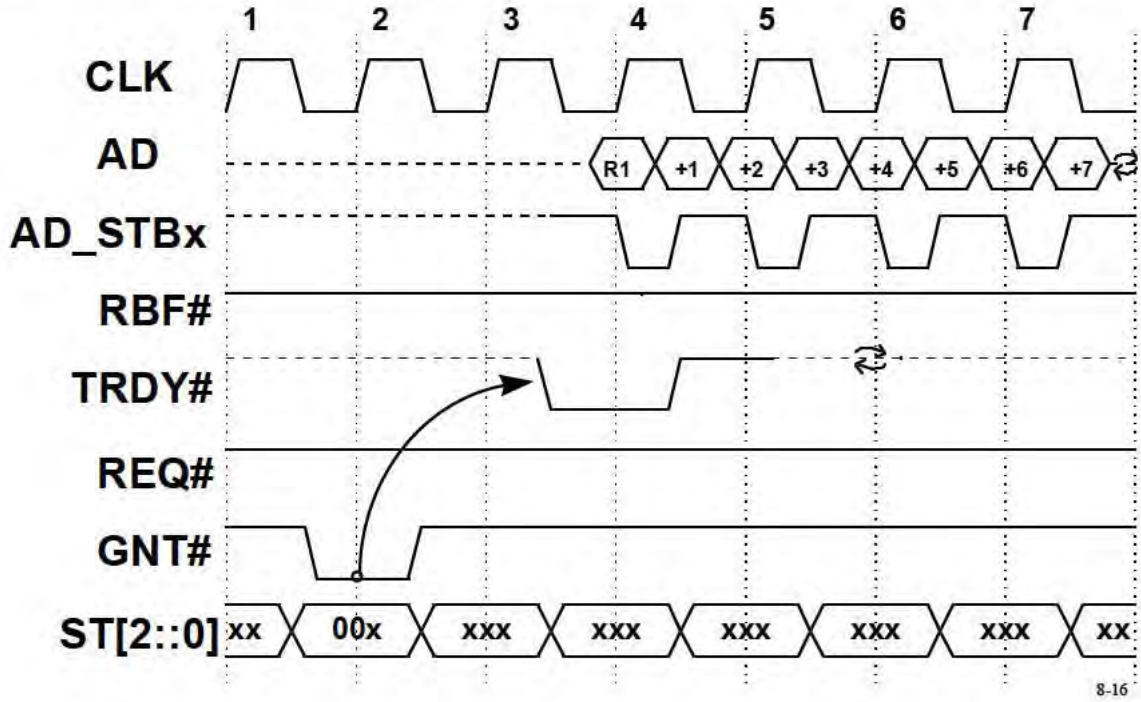 1 2 3 4 5 6 7
CLK
AD
R1 +1 +2 +3 +4 +5 +6 +7
AD_STBx
RBF#
TRDY#
REQ#
GNT#
ST[2::0] xx 00x xxx xxx xxx xxx xxx xx
8-16